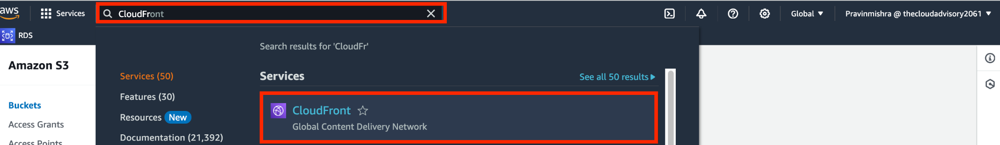 aws
Services
CloudFront
Global
Pravinmishra @ thecloudadvisory2061
RDS
Search results for 'CloudFr'
Amazon S3
Services (50)
Services
See all 50 results
Features (30)
Buckets
CloudFront
Resources New
Access Grants
Global Content Delivery Network
Documentation (21,392)
Access Points